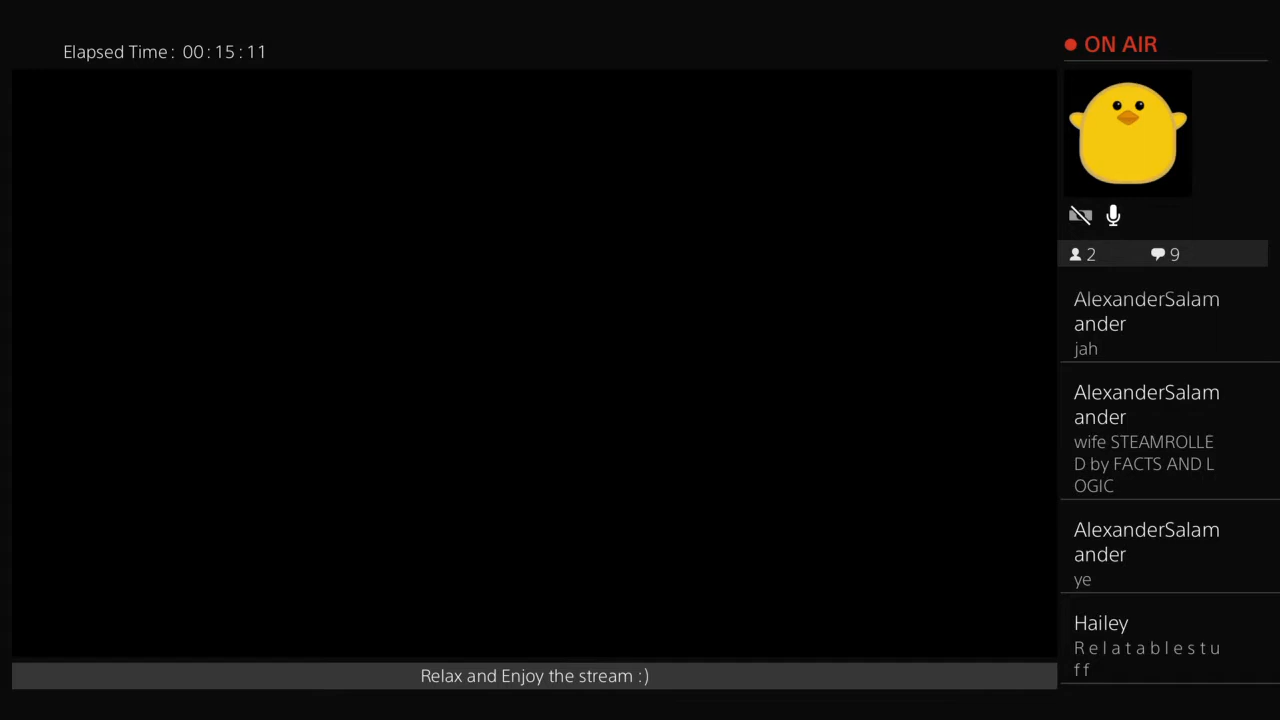 Elapsed Time: 00:15:11
ON AIR
2 9
AlexanderSalam
ander
jah
AlexanderSalam
ander
wife STEAMROLLE
D by FACTS AND L
OGIC
AlexanderSalam
ander
ye
Hailey
R e l a t a b l e s t u
f f
Relax and Enjoy the stream :)